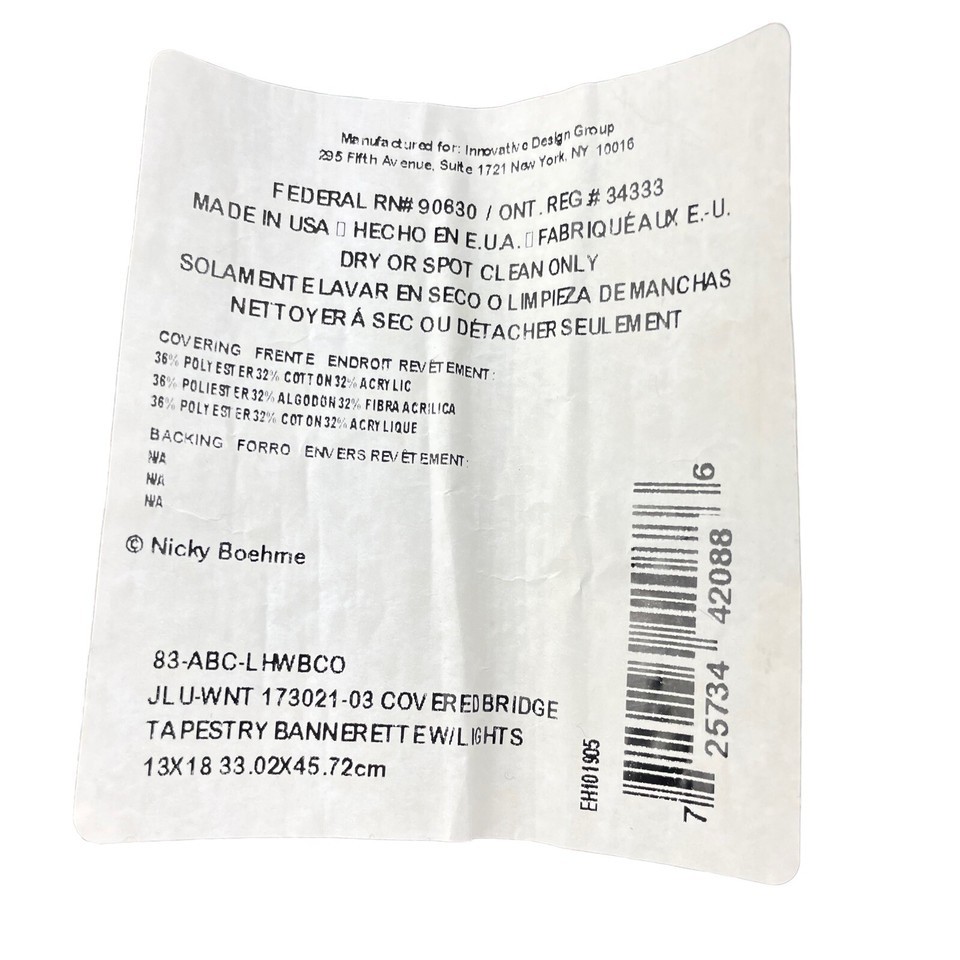 Manufactured for: Innovative Design Group
295 Fifth Avenue, Suite 1721 New York, NY 10016
FEDERAL RN# 90630 / ONT. REG # 34333
MADE IN USA ▯ HECHO EN E.U.A. ▯ FABRIQUÉ AUX E.-U.
DRY OR SPOT CLEAN ONLY
SOLAMENTE LAVAR EN SECO O LIMPIEZA DE MANCHAS
NETTOYER Á SEC OU DÉTACHER SEULEMENT
COVERING FRENTE ENDROIT REVÊTEMENT:
36% POLYESTER 32% COTTON 32% ACRYLIC
36% POLIESTER 32% ALGODON 32% FIBRA ACRILICA
36% POLYESTER 32% COTON 32% ACRYLIQUE
BACKING FORRO ENVERS REVÊTEMENT:
N/A
N/A
N/A
© Nicky Boehme
83-ABC-LHWBCO
JLU-WNT 173021-03 COVERED BRIDGE
TAPESTRY BANNERETTE W/LIGHTS
13X18 33.02X45.72cm
EH101905
7 25734 42088 6